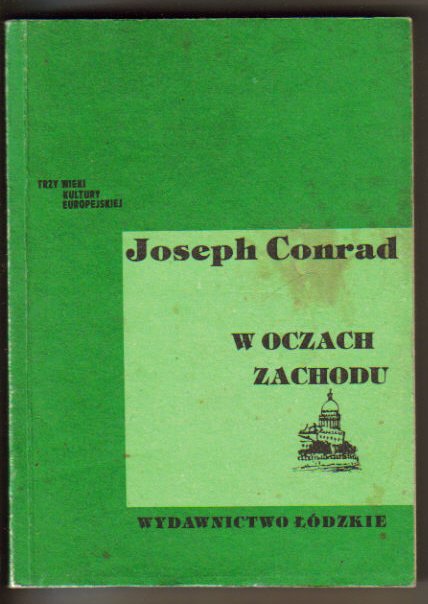 TRZY WIEKI
KULTURY
EUROPEJSKIEJ
Joseph Conrad
W OCZACH
ZACHODU
WYDAWNICTWO ŁÓDZKIE